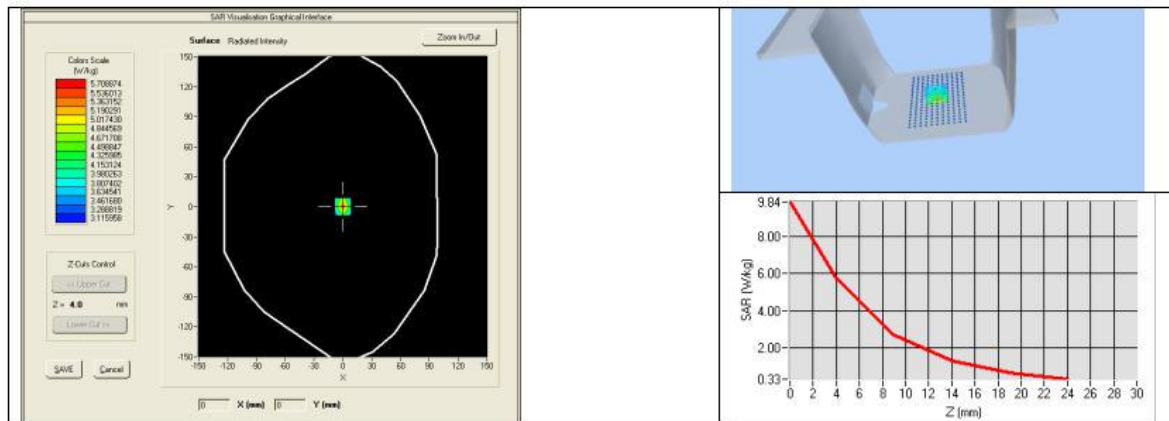 SAR Visualisation Graphical Interface
Surface Radiated Intensity
Zoom In/Out
Colors Scale
(W/kg)
5.708874
5.536013
5.363152
5.190291
5.017430
4.844569
4.671708
4.498847
4.325985
4.153124
3.980263
3.807402
3.634541
3.461680
3.288819
3.115958
150
120
90
60
30
0
-30
-60
-90
-120
-150
Y
-150 -120 -90 -60 -30 0 30 60 90 120 150
X
Z-Cuts Control
<< Upper Cut
Z = 4.0 mm
Lower Cut >>
SAVE Cancel
0 X (mm) 0 Y (mm)
9.84
8.00
6.00
4.00
2.00
0.33
SAR (W/kg)
0 2 4 6 8 10 12 14 16 18 20 22 24 26 28 30
Z (mm)